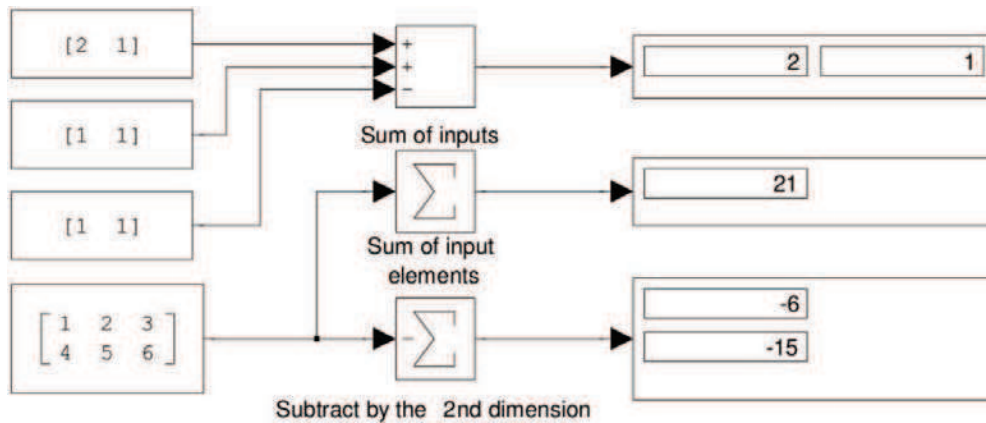 [2 1]
+
+
−
2 1
Sum of inputs
[1 1]
21
[1 1]
Sum of input
elements
1 2 3
4 5 6
−
-6
-15
Subtract by the 2nd dimension